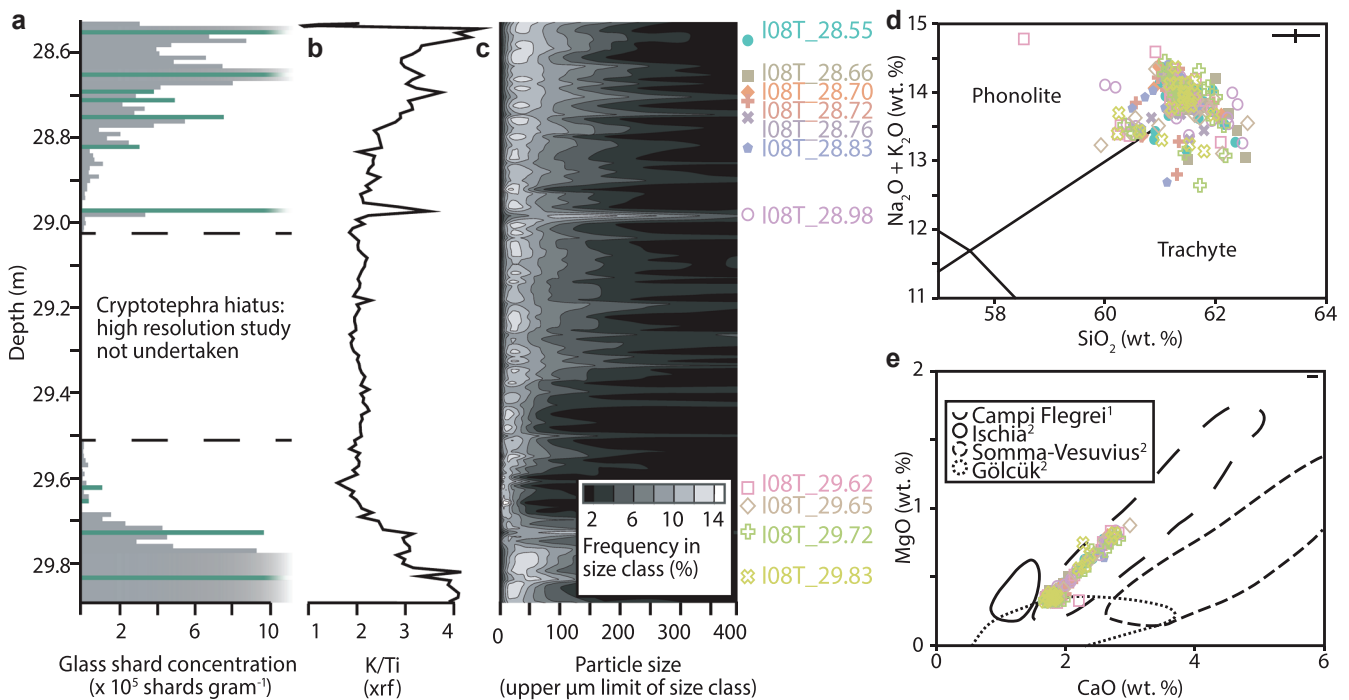 a
28.6
28.8
29.0
29.2
29.4
29.6
29.8
Depth (m)
Cryptotephra hiatus:
high resolution study
not undertaken
2
6
10
Glass shard concentration
(x 10⁵ shards gram⁻¹)
b
1
2
3
4
K/Ti
(xrf)
c
0
100
200
300
400
Particle size
(upper µm limit of size class)
2 6 10 14
Frequency in
size class (%)
I08T_28.55
I08T_28.66
I08T_28.70
I08T_28.72
I08T_28.76
I08T_28.83
I08T_28.98
I08T_29.62
I08T_29.65
I08T_29.72
I08T_29.83
d
15
14
13
12
11
Na₂O + K₂O (wt. %)
Phonolite
Trachyte
58
60
62
64
SiO₂ (wt. %)
e
2
1
0
MgO (wt. %)
Campi Flegrei¹
Ischia²
Somma-Vesuvius²
Gölcük²
0
2
4
6
CaO (wt. %)